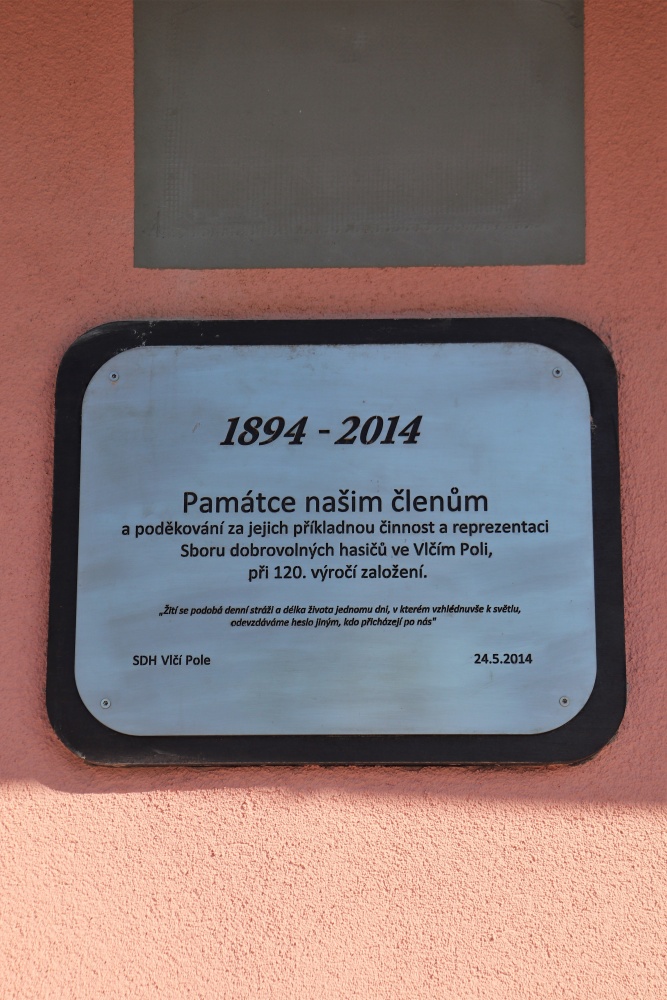 1894 - 2014
Památce našim členům
a poděkování za jejich příkladnou činnost a reprezentaci
Sboru dobrovolných hasičů ve Vlčím Poli,
při 120. výročí založení.
„Žití se podobá denní stráži a délka života jednomu dni, v kterém vzhlédnuvše k světlu,
odevzdáváme heslo jiným, kdo přicházejí po nás"
SDH Vlčí Pole 24.5.2014